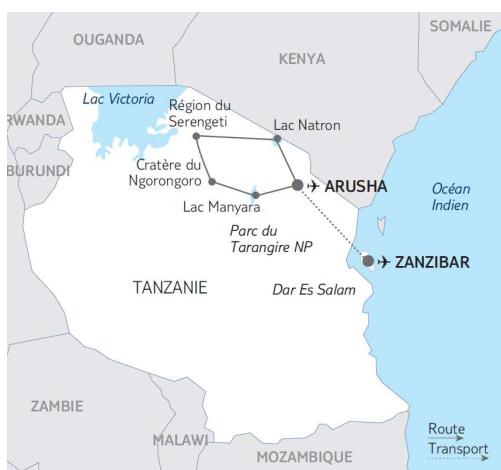 SOMALIE
OUGANDA
KENYA
Lac Victoria
Région du
Serengeti
RWANDA
Lac Natron
BURUNDI
Cratère du
Ngorongoro
ARUSHA
Océan
Indien
Lac Manyara
Parc du
Tarangire NP
ZANZIBAR
TANZANIE
Dar Es Salam
ZAMBIE
Route
Transport
MALAWI
MOZAMBIQUE